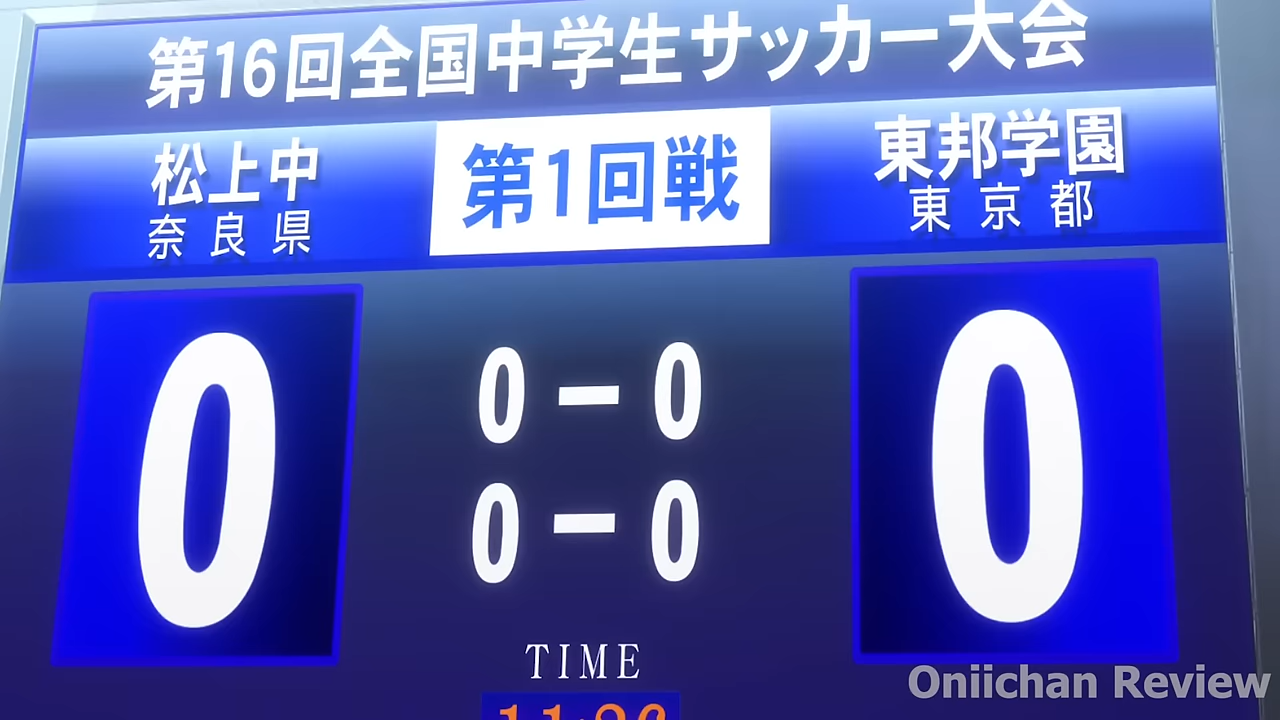 第16回全国中学生サッカー大会
松上中
奈良県
第1回戦
東邦学園
東京都
0
0
0 - 0
0 - 0
TIME
Oniichan Review